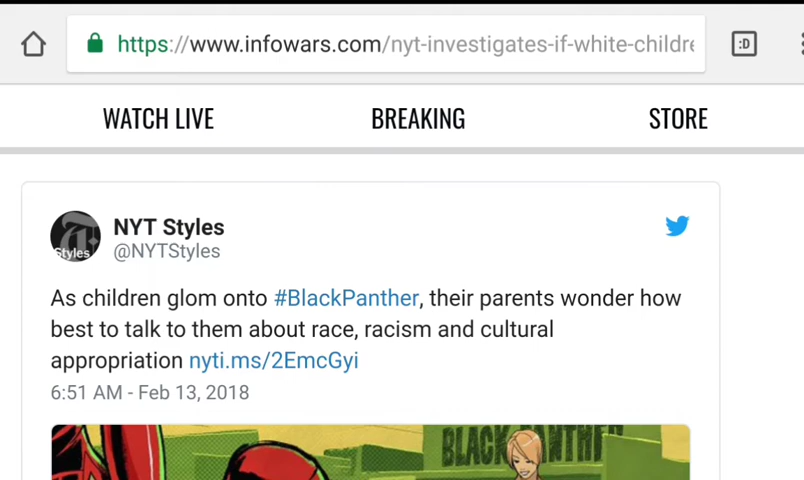 https://www.infowars.com/nyt-investigates-if-white-childre
:D
WATCH LIVE BREAKING STORE
NYT Styles
Styles
@NYTStyles
As children glom onto #BlackPanther, their parents wonder how
best to talk to them about race, racism and cultural
appropriation nyti.ms/2EmcGyi
6:51 AM - Feb 13, 2018
BLACK PANTHER